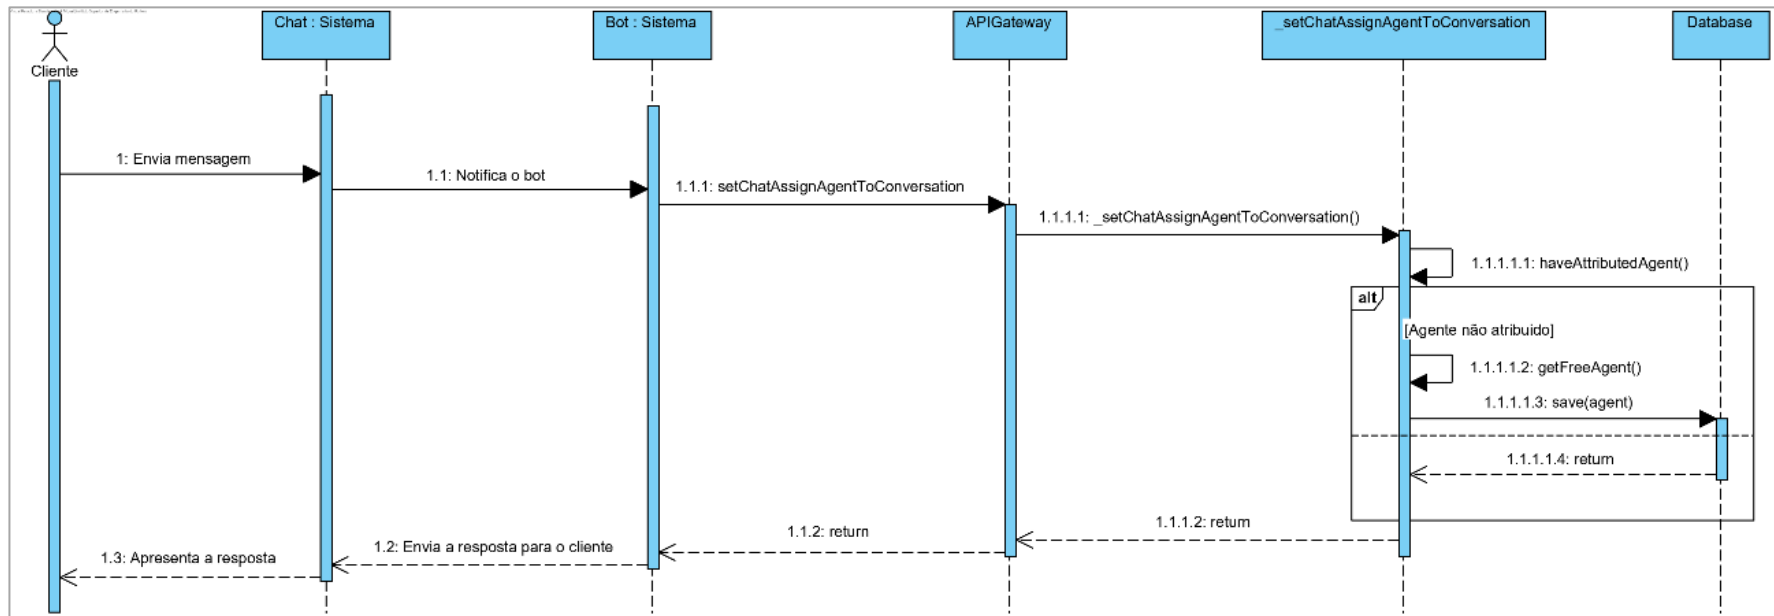 Cliente
Chat : Sistema
Bot : Sistema
APIGateway
_setChatAssignAgentToConversation
Database
1: Envia mensagem
1.1: Notifica o bot
1.1.1: setChatAssignAgentToConversation
1.1.1.1: _setChatAssignAgentToConversation()
1.1.1.1.1: haveAttributedAgent()
alt
[Agente não atribuido]
1.1.1.1.2: getFreeAgent()
1.1.1.1.3: save(agent)
1.1.1.1.4: return
1.1.1.2: return
1.1.2: return
1.2: Envia a resposta para o cliente
1.3: Apresenta a resposta